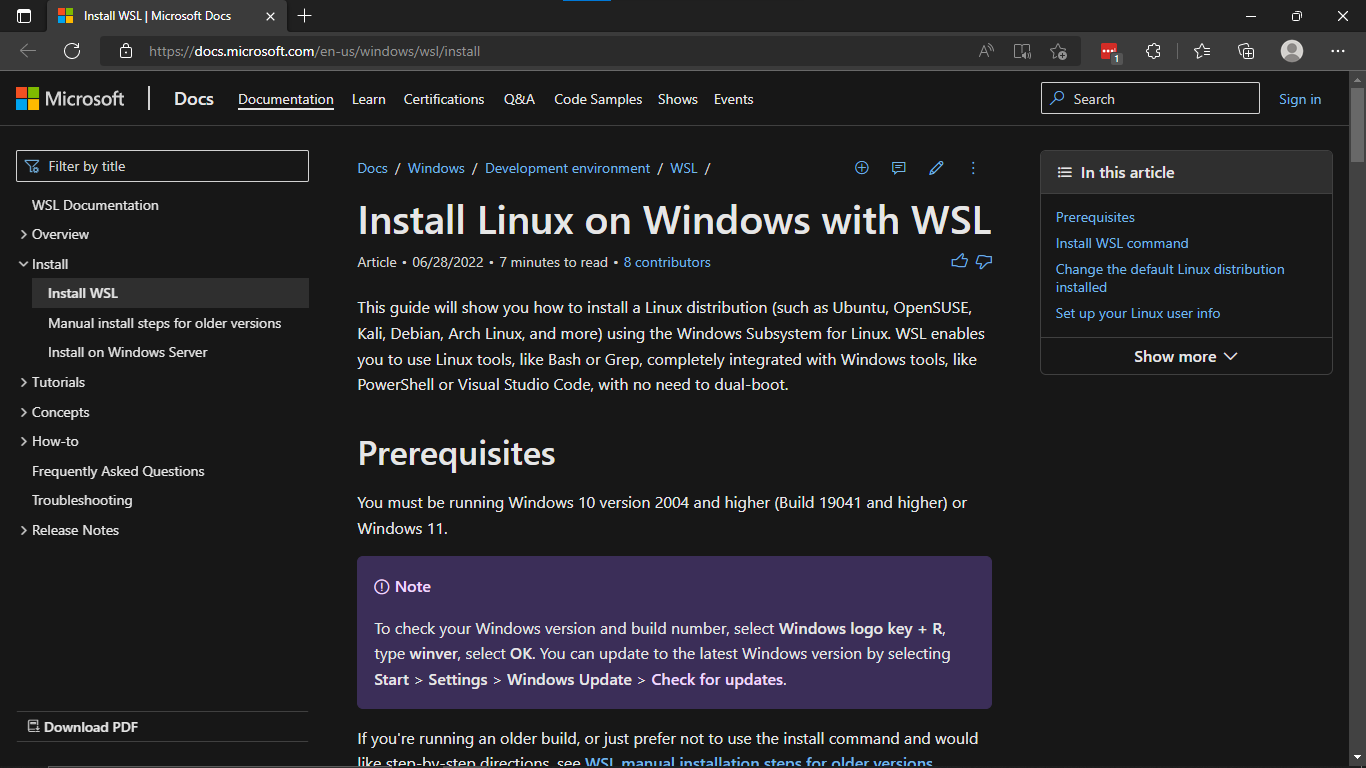 Install WSL | Microsoft Docs
https://docs.microsoft.com/en-us/windows/wsl/install
1
Microsoft
Docs Documentation Learn Certifications Q&A Code Samples Shows Events
Search
Sign in
Filter by title
WSL Documentation
Overview
Install
Install WSL
Manual install steps for older versions
Install on Windows Server
Tutorials
Concepts
How-to
Frequently Asked Questions
Troubleshooting
Release Notes
Download PDF
Docs / Windows / Development environment / WSL /
Install Linux on Windows with WSL
Article • 06/28/2022 • 7 minutes to read • 8 contributors
This guide will show you how to install a Linux distribution (such as Ubuntu, OpenSUSE,
Kali, Debian, Arch Linux, and more) using the Windows Subsystem for Linux. WSL enables
you to use Linux tools, like Bash or Grep, completely integrated with Windows tools, like
PowerShell or Visual Studio Code, with no need to dual-boot.
Prerequisites
You must be running Windows 10 version 2004 and higher (Build 19041 and higher) or
Windows 11.
Note
To check your Windows version and build number, select Windows logo key + R,
type winver, select OK. You can update to the latest Windows version by selecting
Start > Settings > Windows Update > Check for updates.
If you're running an older build, or just prefer not to use the install command and would
like step-by-step directions, see WSL manual installation steps for older versions
In this article
Prerequisites
Install WSL command
Change the default Linux distribution
installed
Set up your Linux user info
Show more